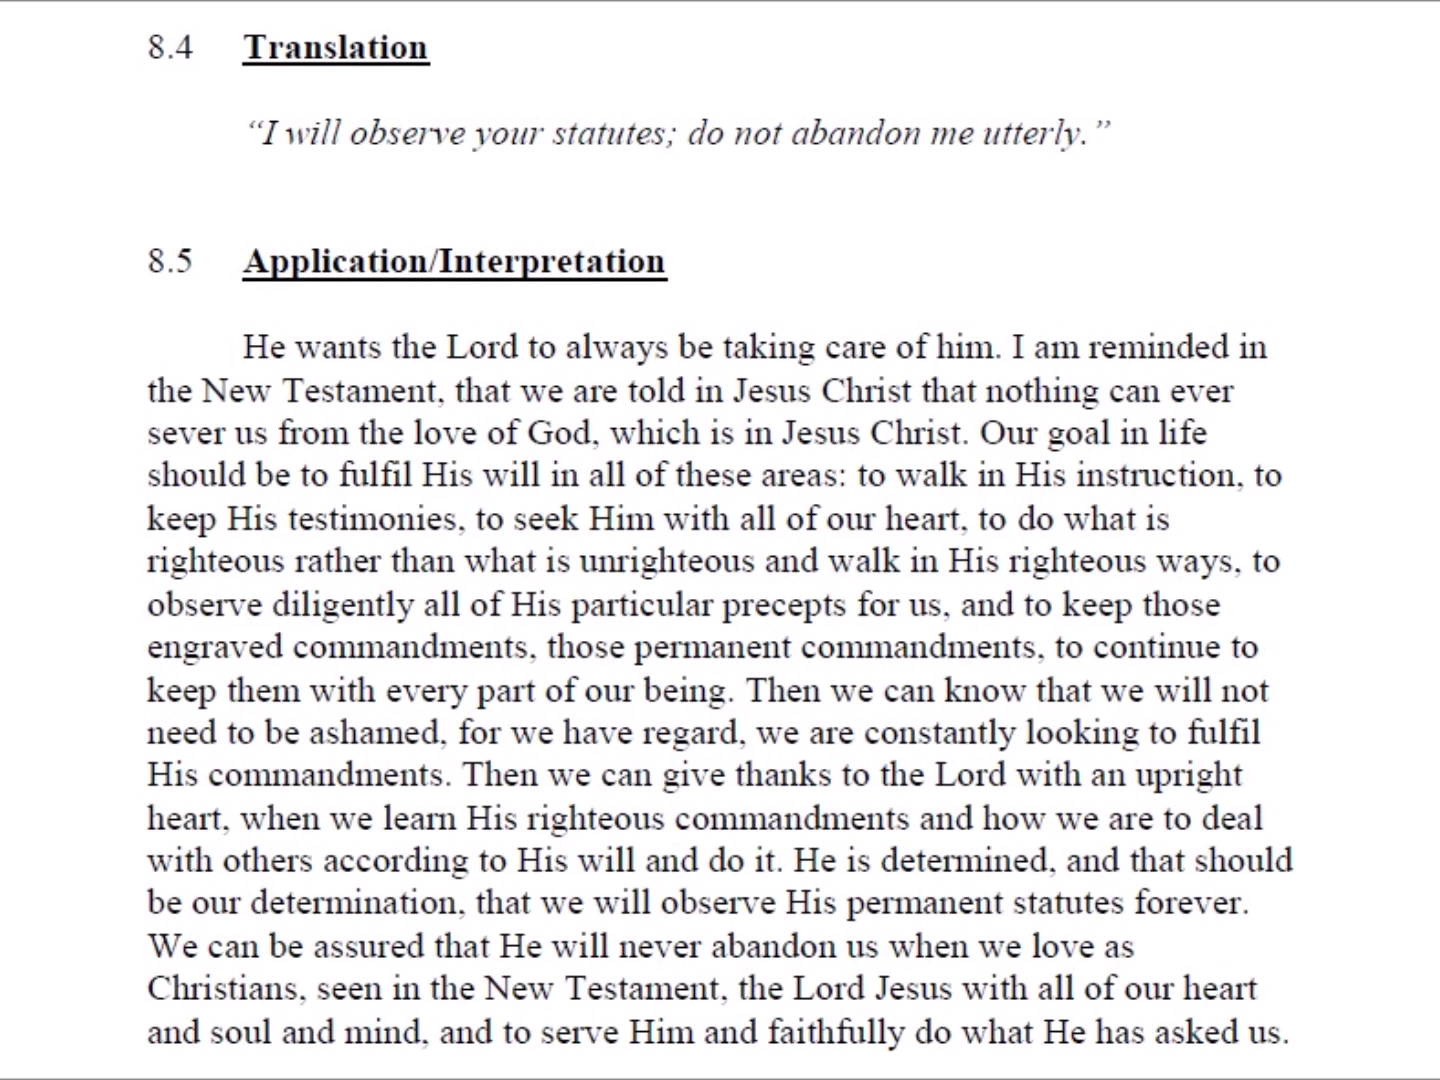 8.4 Translation
“I will observe your statutes; do not abandon me utterly.”
8.5 Application/Interpretation
He wants the Lord to always be taking care of him. I am reminded in
the New Testament, that we are told in Jesus Christ that nothing can ever
sever us from the love of God, which is in Jesus Christ. Our goal in life
should be to fulfil His will in all of these areas: to walk in His instruction, to
keep His testimonies, to seek Him with all of our heart, to do what is
righteous rather than what is unrighteous and walk in His righteous ways, to
observe diligently all of His particular precepts for us, and to keep those
engraved commandments, those permanent commandments, to continue to
keep them with every part of our being. Then we can know that we will not
need to be ashamed, for we have regard, we are constantly looking to fulfil
His commandments. Then we can give thanks to the Lord with an upright
heart, when we learn His righteous commandments and how we are to deal
with others according to His will and do it. He is determined, and that should
be our determination, that we will observe His permanent statutes forever.
We can be assured that He will never abandon us when we love as
Christians, seen in the New Testament, the Lord Jesus with all of our heart
and soul and mind, and to serve Him and faithfully do what He has asked us.